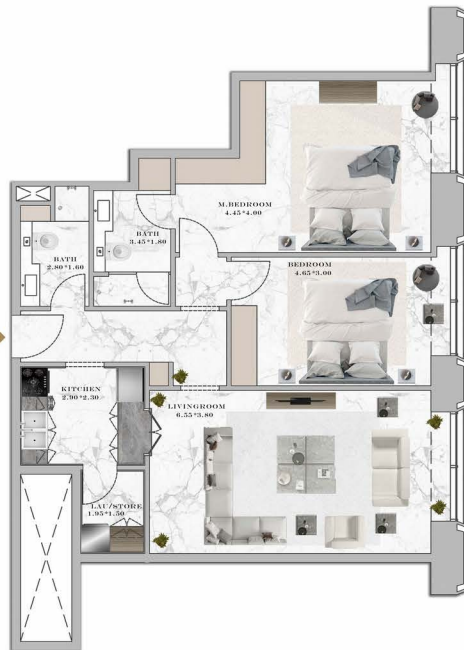 M.BEDROOM
4.45*4.00
BATH
3.45*1.80
BATH
2.80*1.60
BEDROOM
4.65*3.00
KITCHEN
2.90*2.30
LIVINGROOM
6.55*3.80
LAU/STORE
1.95*1.50